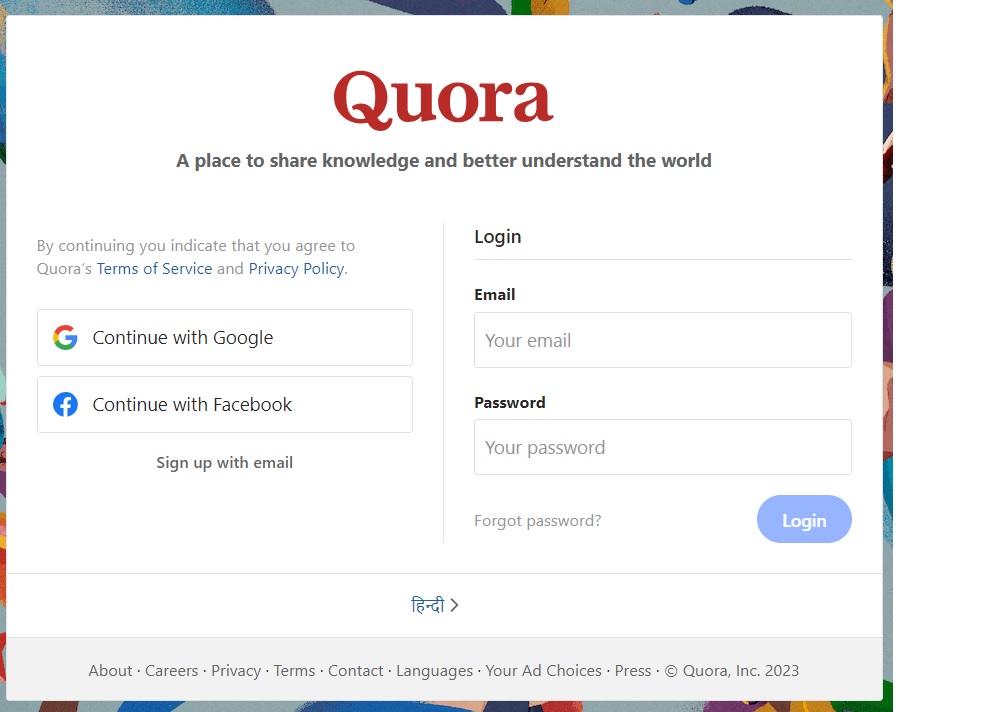 Quora
A place to share knowledge and better understand the world
By continuing you indicate that you agree to
Quora's Terms of Service and Privacy Policy.
Continue with Google
Continue with Facebook
Sign up with email
Login
Email
Your email
Password
Your password
Forgot password?
Login
हिन्दी
About · Careers · Privacy · Terms · Contact · Languages · Your Ad Choices · Press · © Quora, Inc. 2023